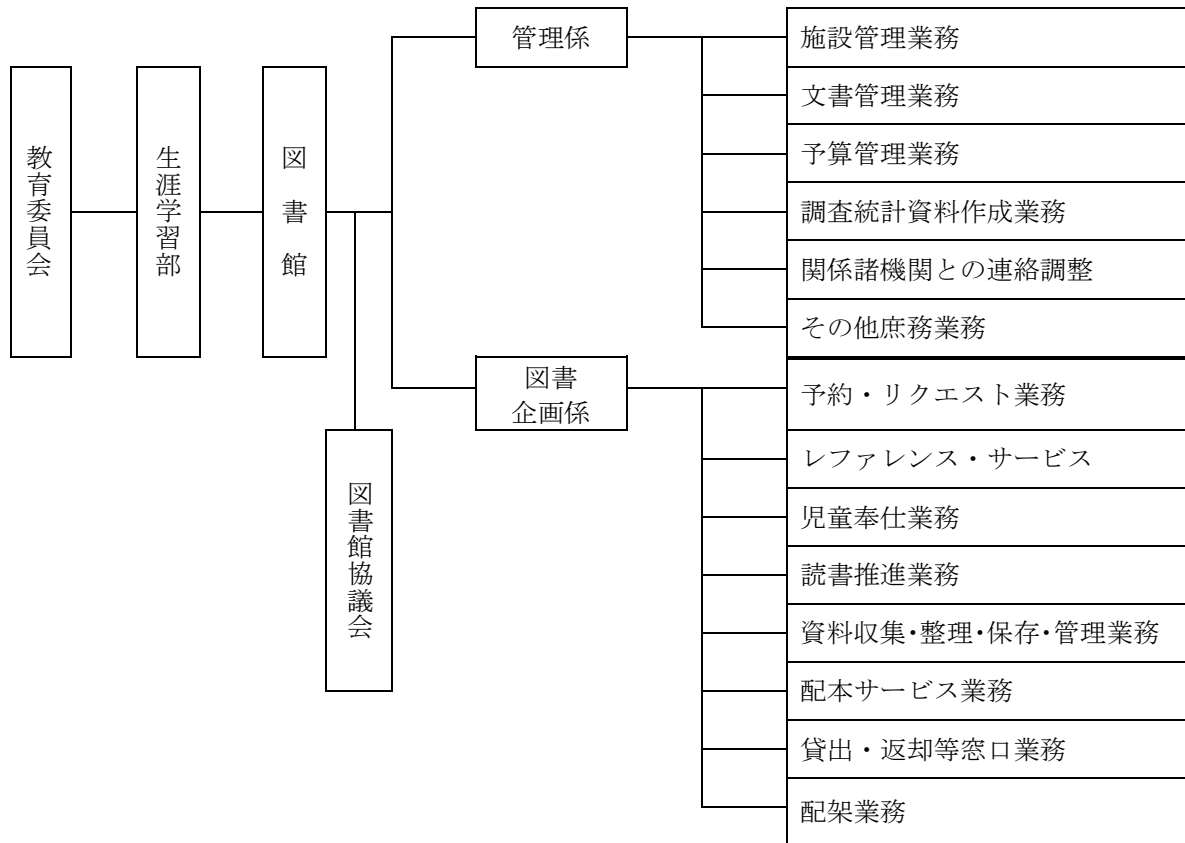 教育委員会
生涯学習部
図書館
図書館協議会
管理係
施設管理業務
文書管理業務
予算管理業務
調査統計資料作成業務
関係諸機関との連絡調整
その他庶務業務
図書
企画係
予約・リクエスト業務
レファレンス・サービス
児童奉仕業務
読書推進業務
資料収集・整理・保存・管理業務
配本サービス業務
貸出・返却等窓口業務
配架業務